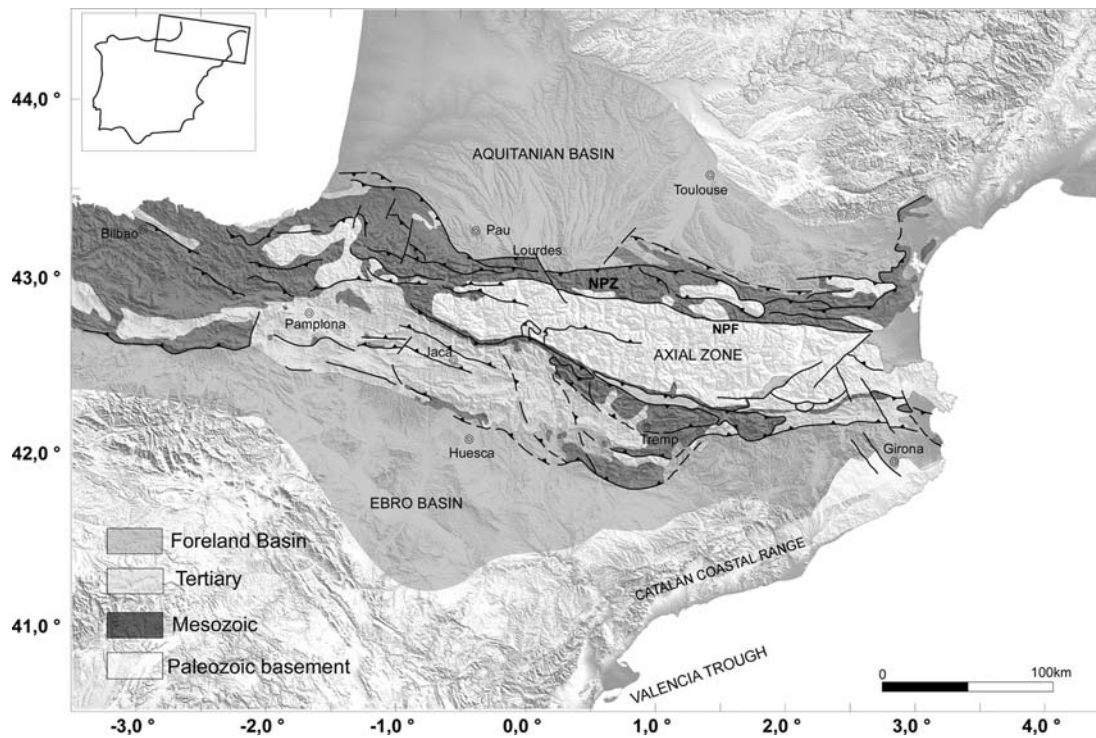 44,0 °
AQUITANIAN BASIN
Toulouse
Bilbao
Pau
Lourdes
43,0 °
NPZ
Pamplona
NPF
Jaca
AXIAL ZONE
42,0 °
Huesca
Tremp
Girona
EBRO BASIN
Foreland Basin
Tertiary
Mesozoic
Paleozoic basement
CATALAN COASTAL RANGE
41,0 °
VALENCIA TROUGH
0 100km
-3,0 ° -2,0 ° -1,0 ° 0,0 ° 1,0 ° 2,0 ° 3,0 ° 4,0 °